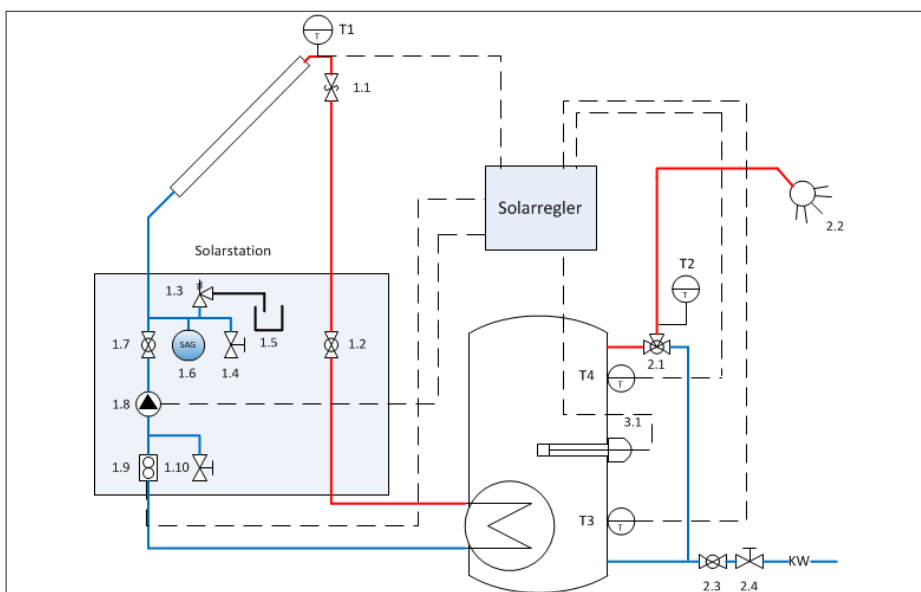 T
T1
1.1
Solarregler
Solarstation
2.2
T2
T
1.3
1.5
1.7
SAG
1.6
1.4
1.2
2.1
T4
T
1.8
3.1
1.9
1.10
T3
T
KW
2.3
2.4